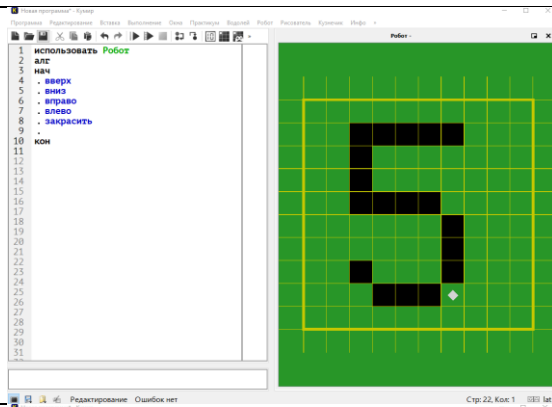 Новая программа* - Кумир
Программа Редактирование Вставка Выполнение Окна Практикум Водолей Робот Рисователь Кузнечик Инфо »
Робот -
1 использовать Робот
2 алг
3 нач
4 . вверх
5 . вниз
6 . вправо
7 . влево
8 . закрасить
9 .
10 кон
11
12
13
14
15
16
17
18
19
20
21
22
23
24
25
26
27
28
29
30
31
Редактирование Ошибок нет
Стр: 22, Кол: 1 lat